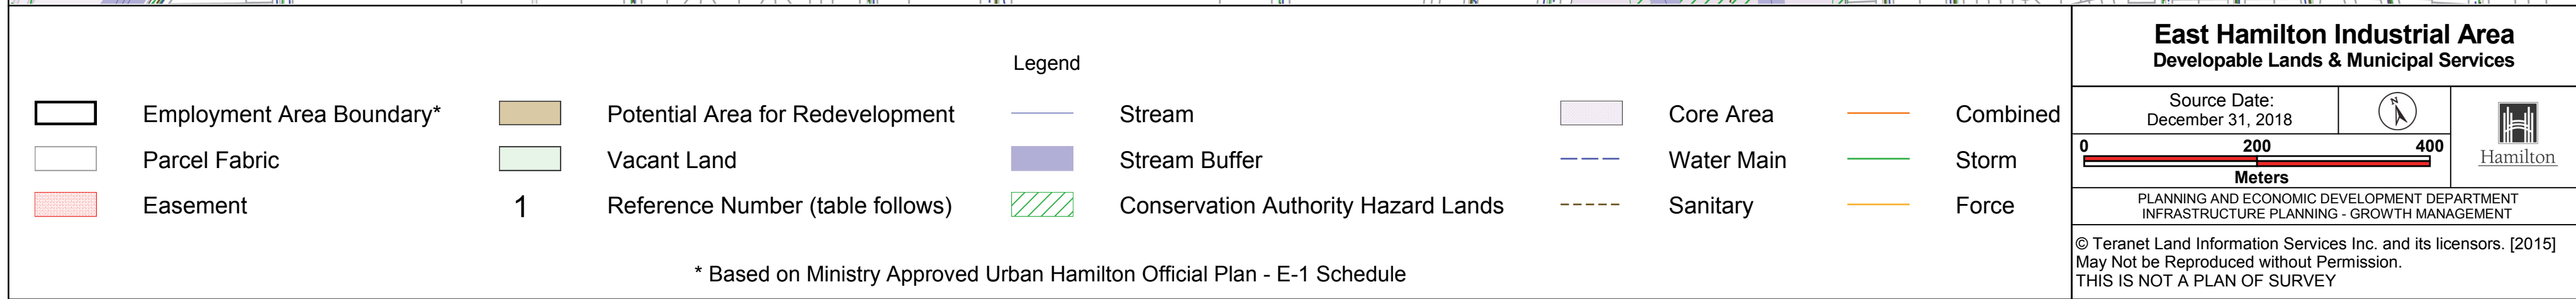 Legend
Employment Area Boundary*
Parcel Fabric
Easement
Potential Area for Redevelopment
Vacant Land
1 Reference Number (table follows)
Stream
Stream Buffer
Conservation Authority Hazard Lands
Core Area
Water Main
Sanitary
Combined
Storm
Force
* Based on Ministry Approved Urban Hamilton Official Plan - E-1 Schedule
East Hamilton Industrial Area
Developable Lands & Municipal Services
Source Date:
December 31, 2018
N
0 200 400
Meters
Hamilton
PLANNING AND ECONOMIC DEVELOPMENT DEPARTMENT
INFRASTRUCTURE PLANNING - GROWTH MANAGEMENT
© Teranet Land Information Services Inc. and its licensors. [2015]
May Not be Reproduced without Permission.
THIS IS NOT A PLAN OF SURVEY